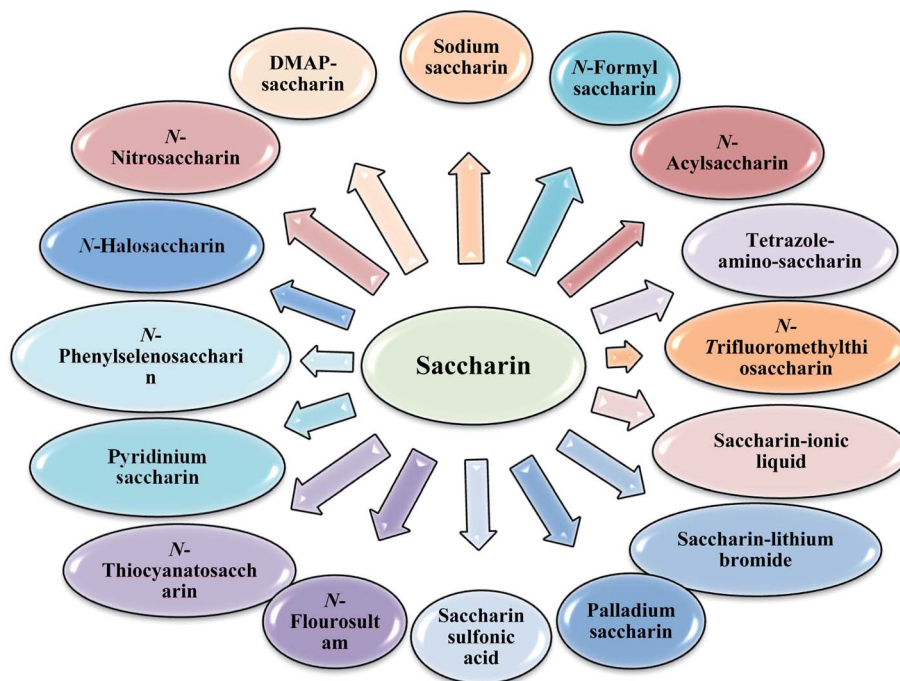 Sodium
saccharin
N-Formyl
saccharin
N-
Acylsaccharin
Tetrazole-
amino-saccharin
N-
Trifluoromethylthi
osaccharin
Saccharin-ionic
liquid
Saccharin-lithium
bromide
Palladium
saccharin
Saccharin
sulfonic
acid
N-
Flourosult
am
N-
Thiocyanatosacch
arin
Pyridinium
saccharin
N-
Phenylselenosacchari
n
N-Halosaccharin
N-
Nitrosaccharin
DMAP-
saccharin
Saccharin